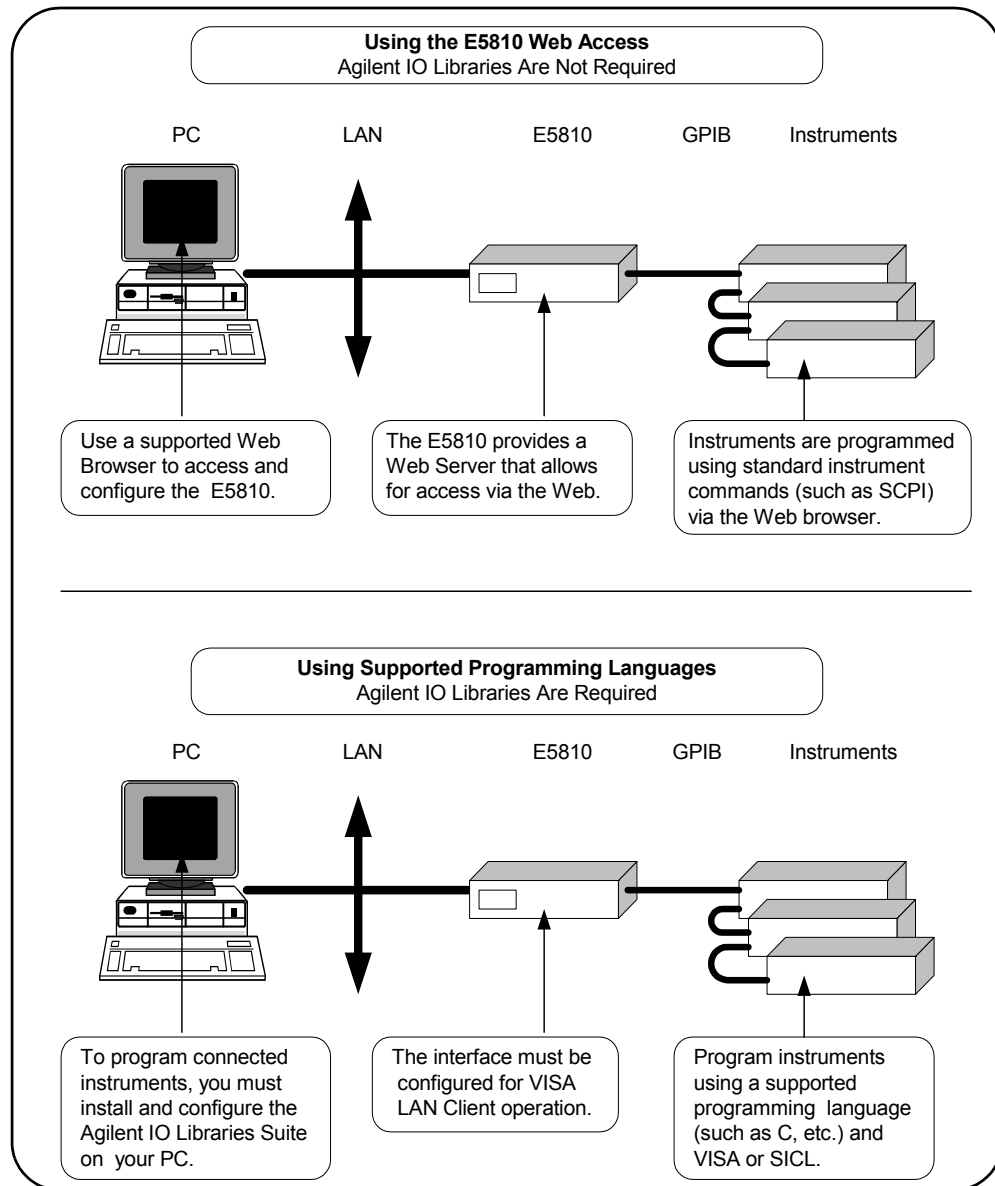 Using the E5810 Web Access
Agilent IO Libraries Are Not Required
PC LAN E5810 GPIB Instruments
Use a supported Web
Browser to access and
configure the E5810.
The E5810 provides a
Web Server that allows
for access via the Web.
Instruments are programmed
using standard instrument
commands (such as SCPI)
via the Web browser.
Using Supported Programming Languages
Agilent IO Libraries Are Required
PC LAN E5810 GPIB Instruments
To program connected
instruments, you must
install and configure the
Agilent IO Libraries Suite
on your PC.
The interface must be
configured for VISA
LAN Client operation.
Program instruments
using a supported
programming language
(such as C, etc.) and
VISA or SICL.